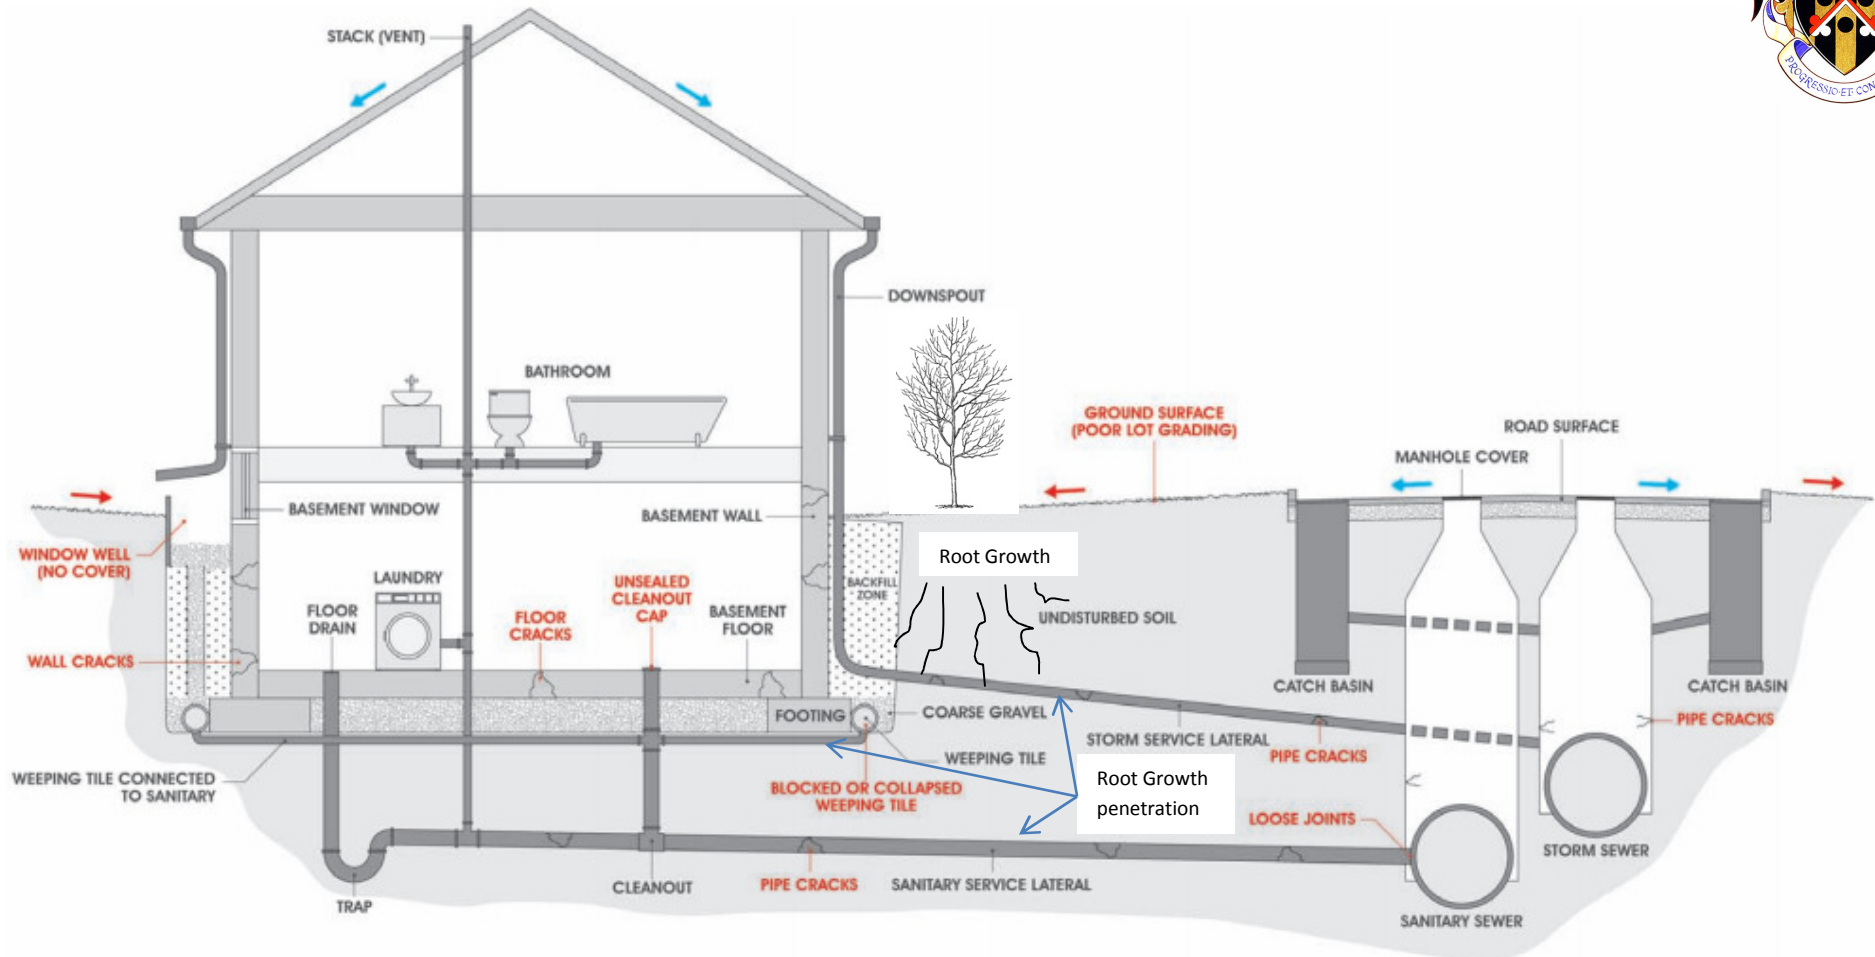 STACK (VENT)
PROGRESSIO·ET·CON
DOWNSPOUT
BATHROOM
GROUND SURFACE
(POOR LOT GRADING)
ROAD SURFACE
MANHOLE COVER
BASEMENT WINDOW
BASEMENT WALL
WINDOW WELL
(NO COVER)
Root Growth
LAUNDRY
UNSEALED
CLEANOUT
CAP
BACKFILL
ZONE
FLOOR
DRAIN
FLOOR
CRACKS
BASEMENT
FLOOR
UNDISTURBED SOIL
WALL CRACKS
CATCH BASIN
CATCH BASIN
FOOTING
COARSE GRAVEL
PIPE CRACKS
STORM SERVICE LATERAL
PIPE CRACKS
WEEPING TILE
WEEPING TILE CONNECTED
TO SANITARY
BLOCKED OR COLLAPSED
WEEPING TILE
Root Growth
penetration
LOOSE JOINTS
STORM SEWER
CLEANOUT
PIPE CRACKS
SANITARY SERVICE LATERAL
TRAP
SANITARY SEWER